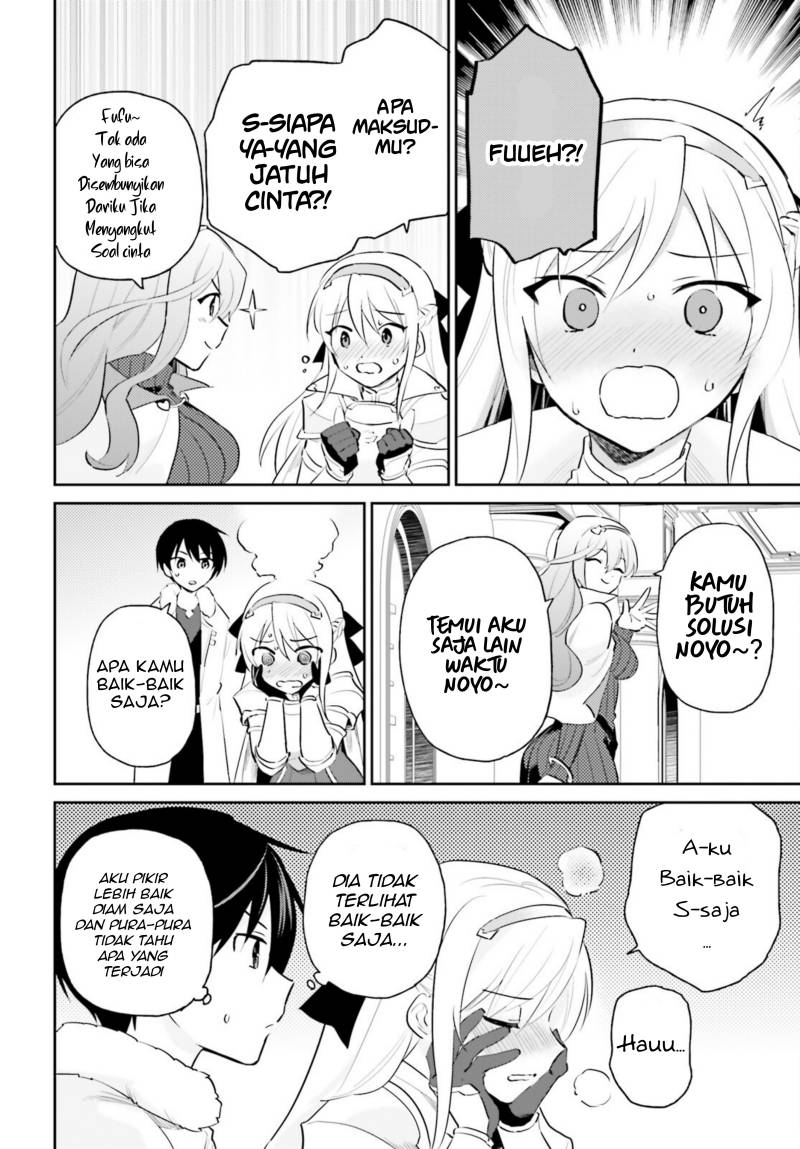 FUUEH?!
APA
MAKSUD-
MU?
S-SIAPA
YA-YANG
JATUH
CINTA?!
Fufu~
Tak ada
Yang bisa
Disembunyikan
Dariku Jika
Menyangkut
Soal cinta
KAMU
BUTUH
SOLUSI
NOYO~?
TEMUI AKU
SAJA LAIN
WAKTU
NOYO~
APA KAMU
BAIK-BAIK
SAJA?
A-ku
Baik-baik
S-saja
...
Hauu...
DIA TIDAK
TERLIHAT
BAIK-BAIK
SAJA...
AKU PIKIR
LEBIH BAIK
DIAM SAJA
DAN PURA-PURA
TIDAK TAHU
APA YANG
TERJADI